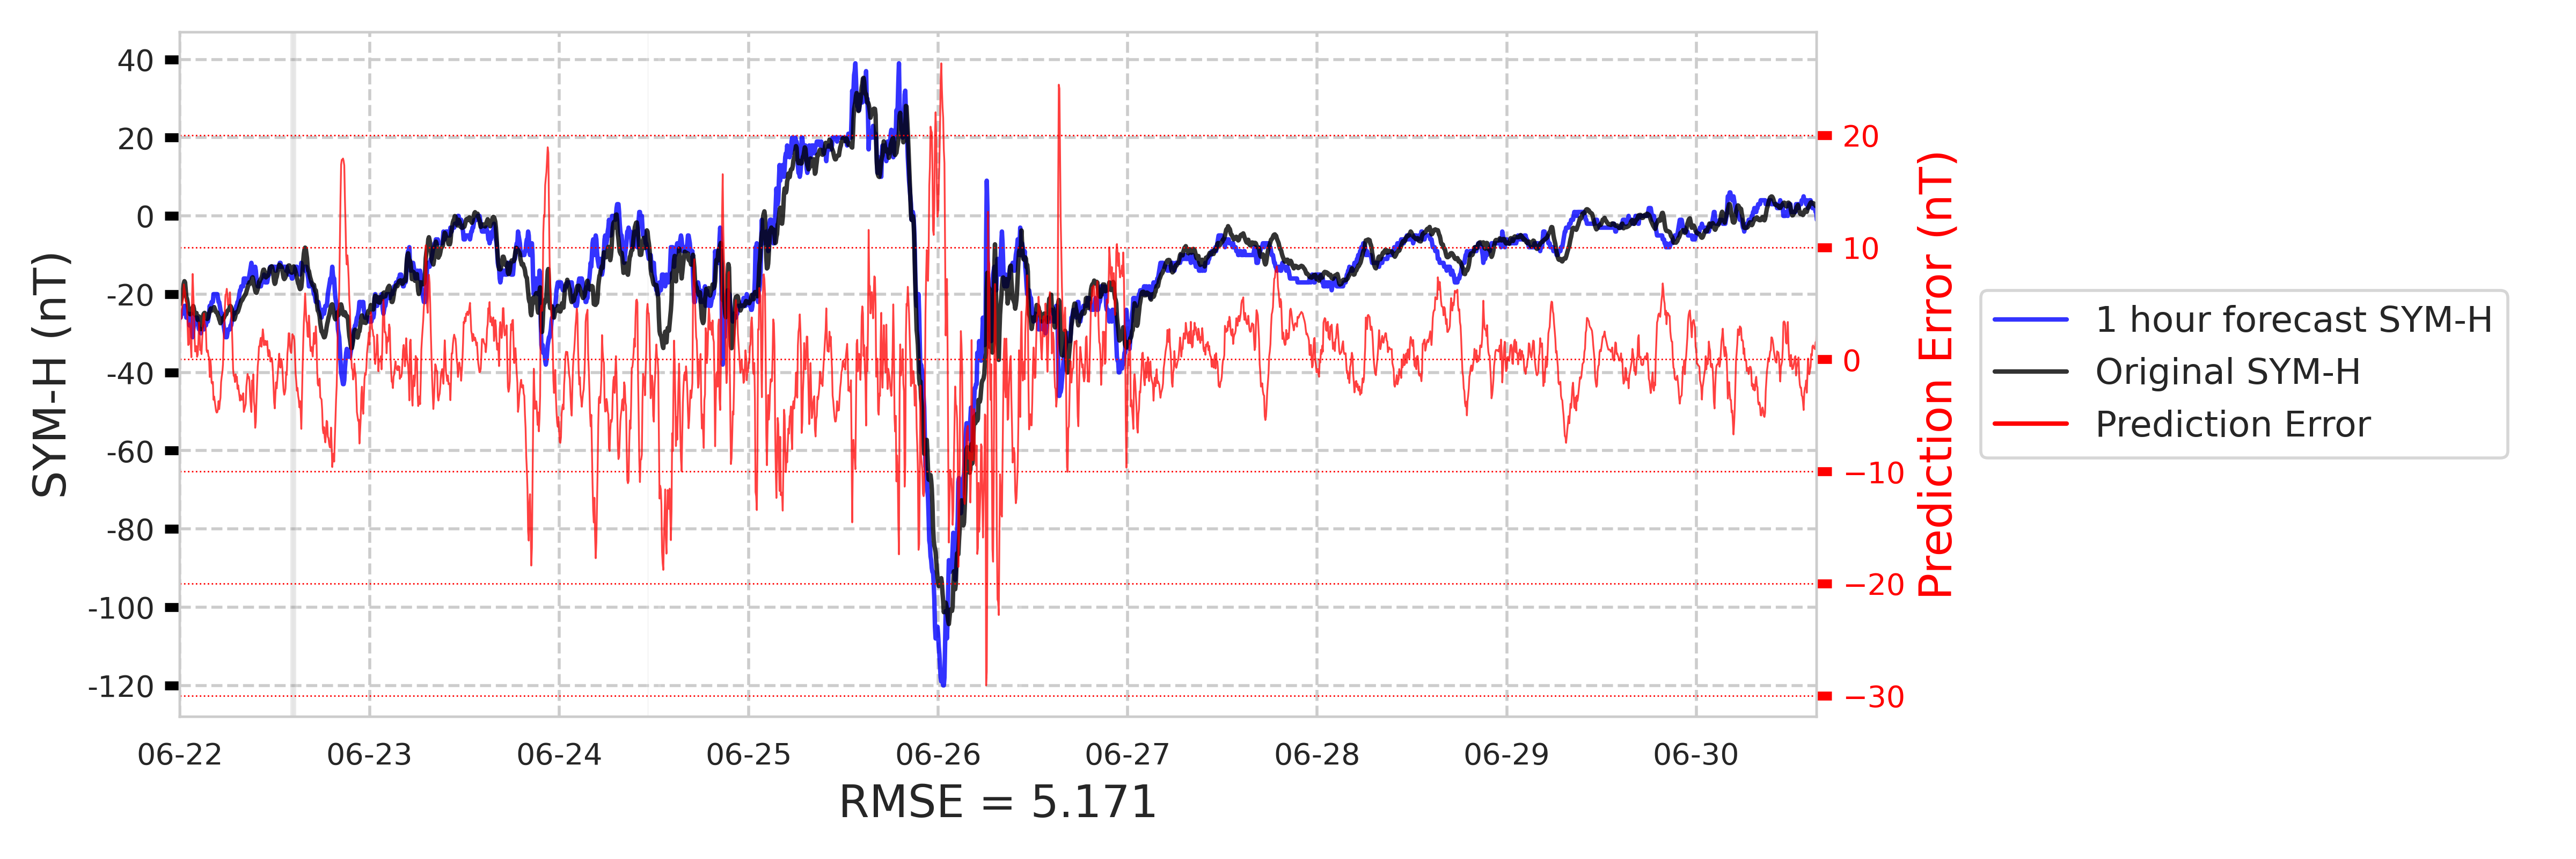 40
20
0
-20
-40
-60
-80
-100
-120
SYM-H (nT)
20
10
0
−10
−20
−30
Prediction Error (nT)
06-22 06-23 06-24 06-25 06-26 06-27 06-28 06-29 06-30
RMSE = 5.171
1 hour forecast SYM-H
Original SYM-H
Prediction Error